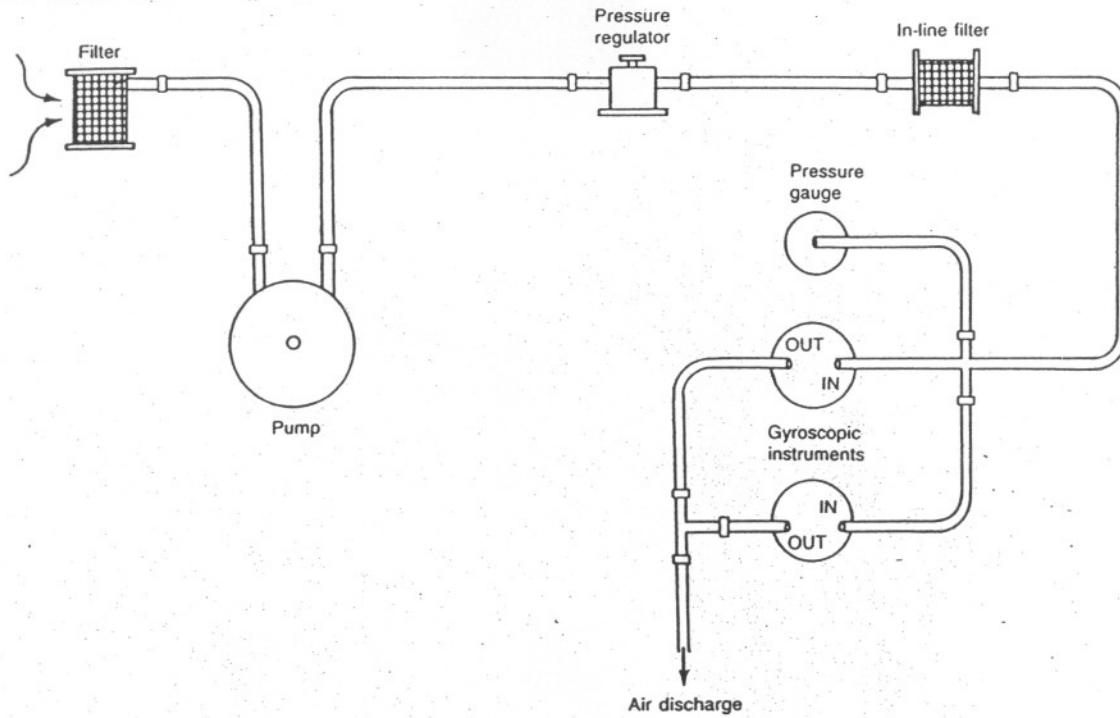 Filter
Pressure
regulator
In-line filter
Pressure
gauge
OUT
IN
Pump
Gyroscopic
instruments
IN
OUT
Air discharge